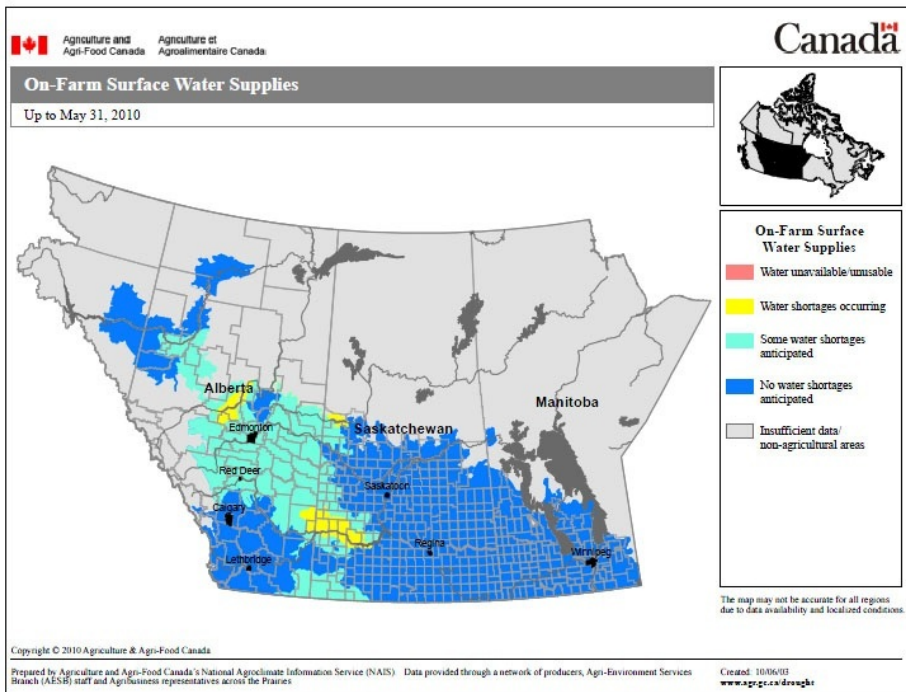 Agriculture and Agriculture et
Agri-Food Canada Agroalimentaire Canada
Canada
On-Farm Surface Water Supplies
Up to May 31, 2010
On-Farm Surface
Water Supplies
Water unavailable/unusable
Water shortages occurring
Some water shortages
anticipated
No water shortages
anticipated
Insufficient data/
non-agricultural areas
Alberta
Edmonton
Red Deer
Calgary
Lethbridge
Saskatchewan
Saskatoon
Regina
Manitoba
Winnipeg
The map may not be accurate for all regions
due to data availability and localized conditions.
Copyright © 2010 Agriculture & Agri-Food Canada
Prepared by Agriculture and Agri-Food Canada's National Agroclimate Information Service (NAIS) Data provided through a network of producers, Agri-Environment Services
Branch (AESB) staff and Agribusiness representatives across the Prairies
Created: 10/06/03
www.agr.gc.ca/drought